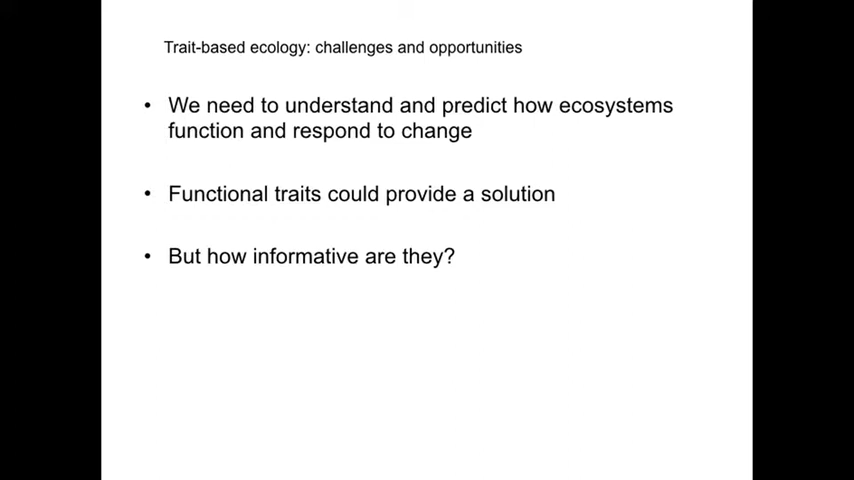 Trait-based ecology: challenges and opportunities
• We need to understand and predict how ecosystems
function and respond to change
• Functional traits could provide a solution
• But how informative are they?